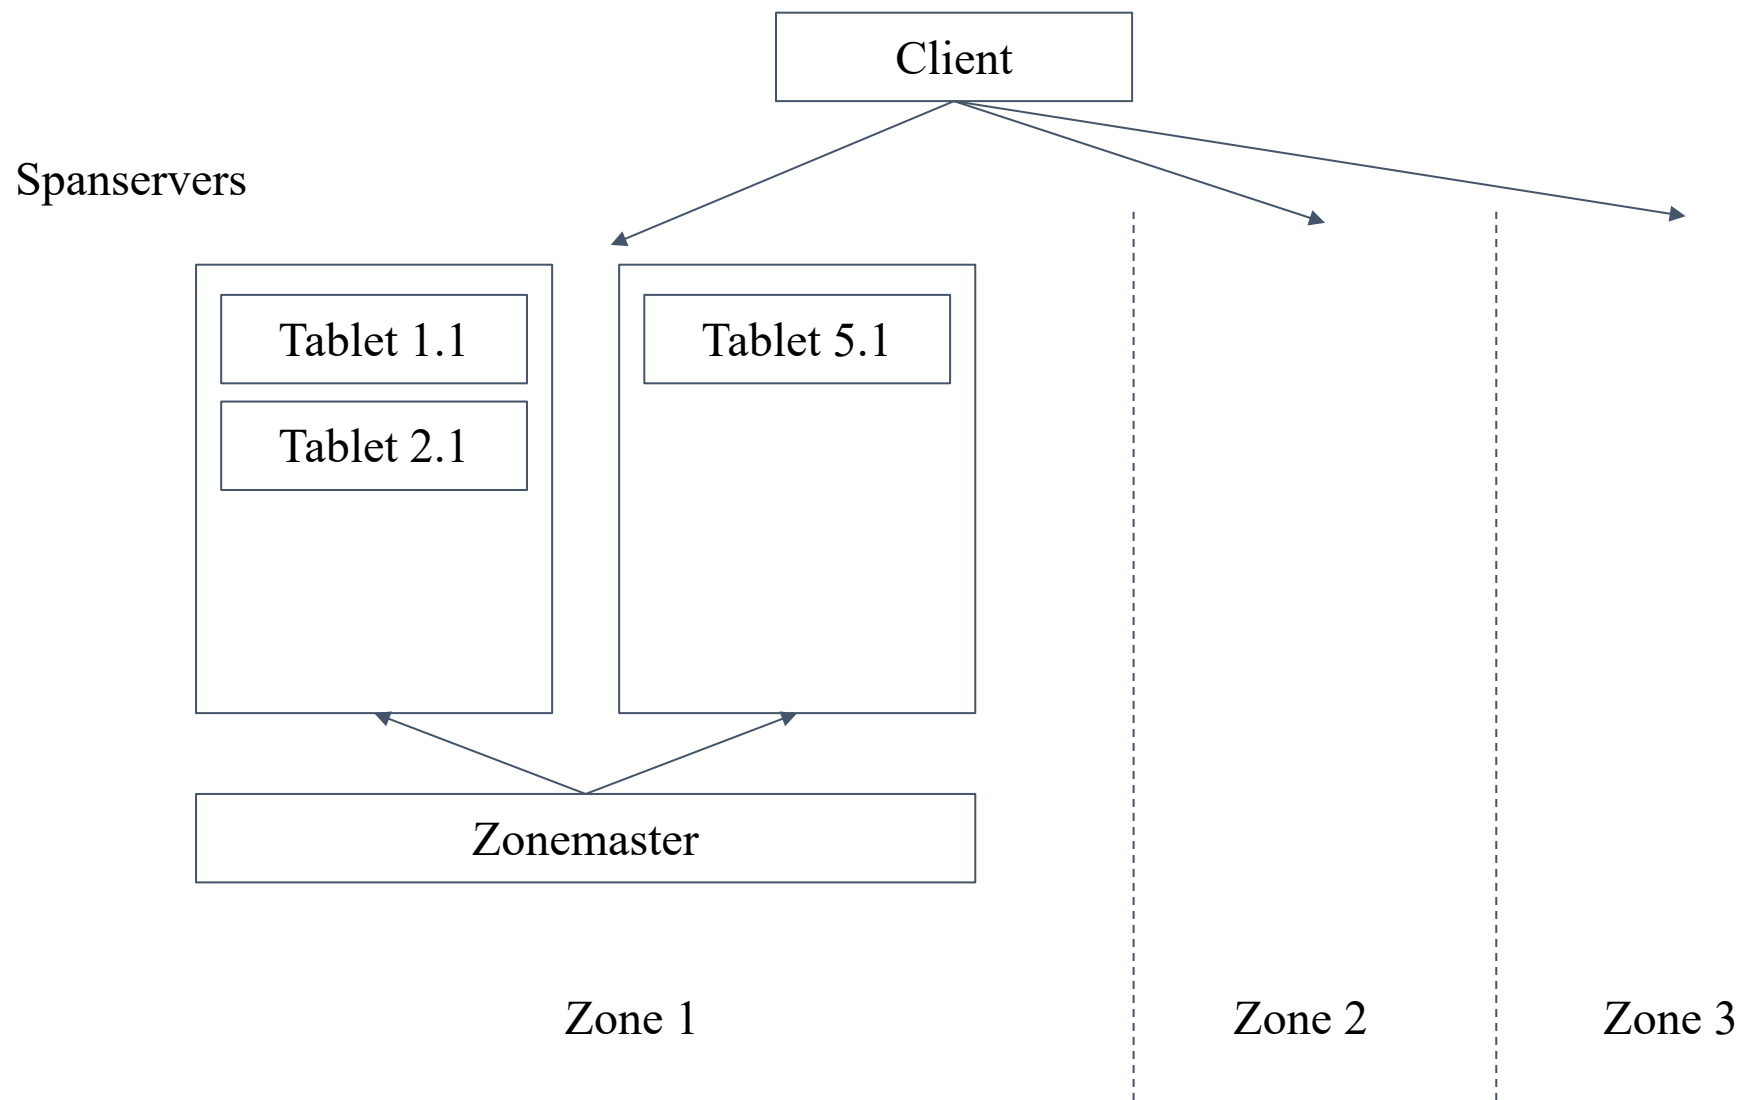 Client
Spanservers
Tablet 1.1
Tablet 5.1
Tablet 2.1
Zonemaster
Zone 1
Zone 2
Zone 3